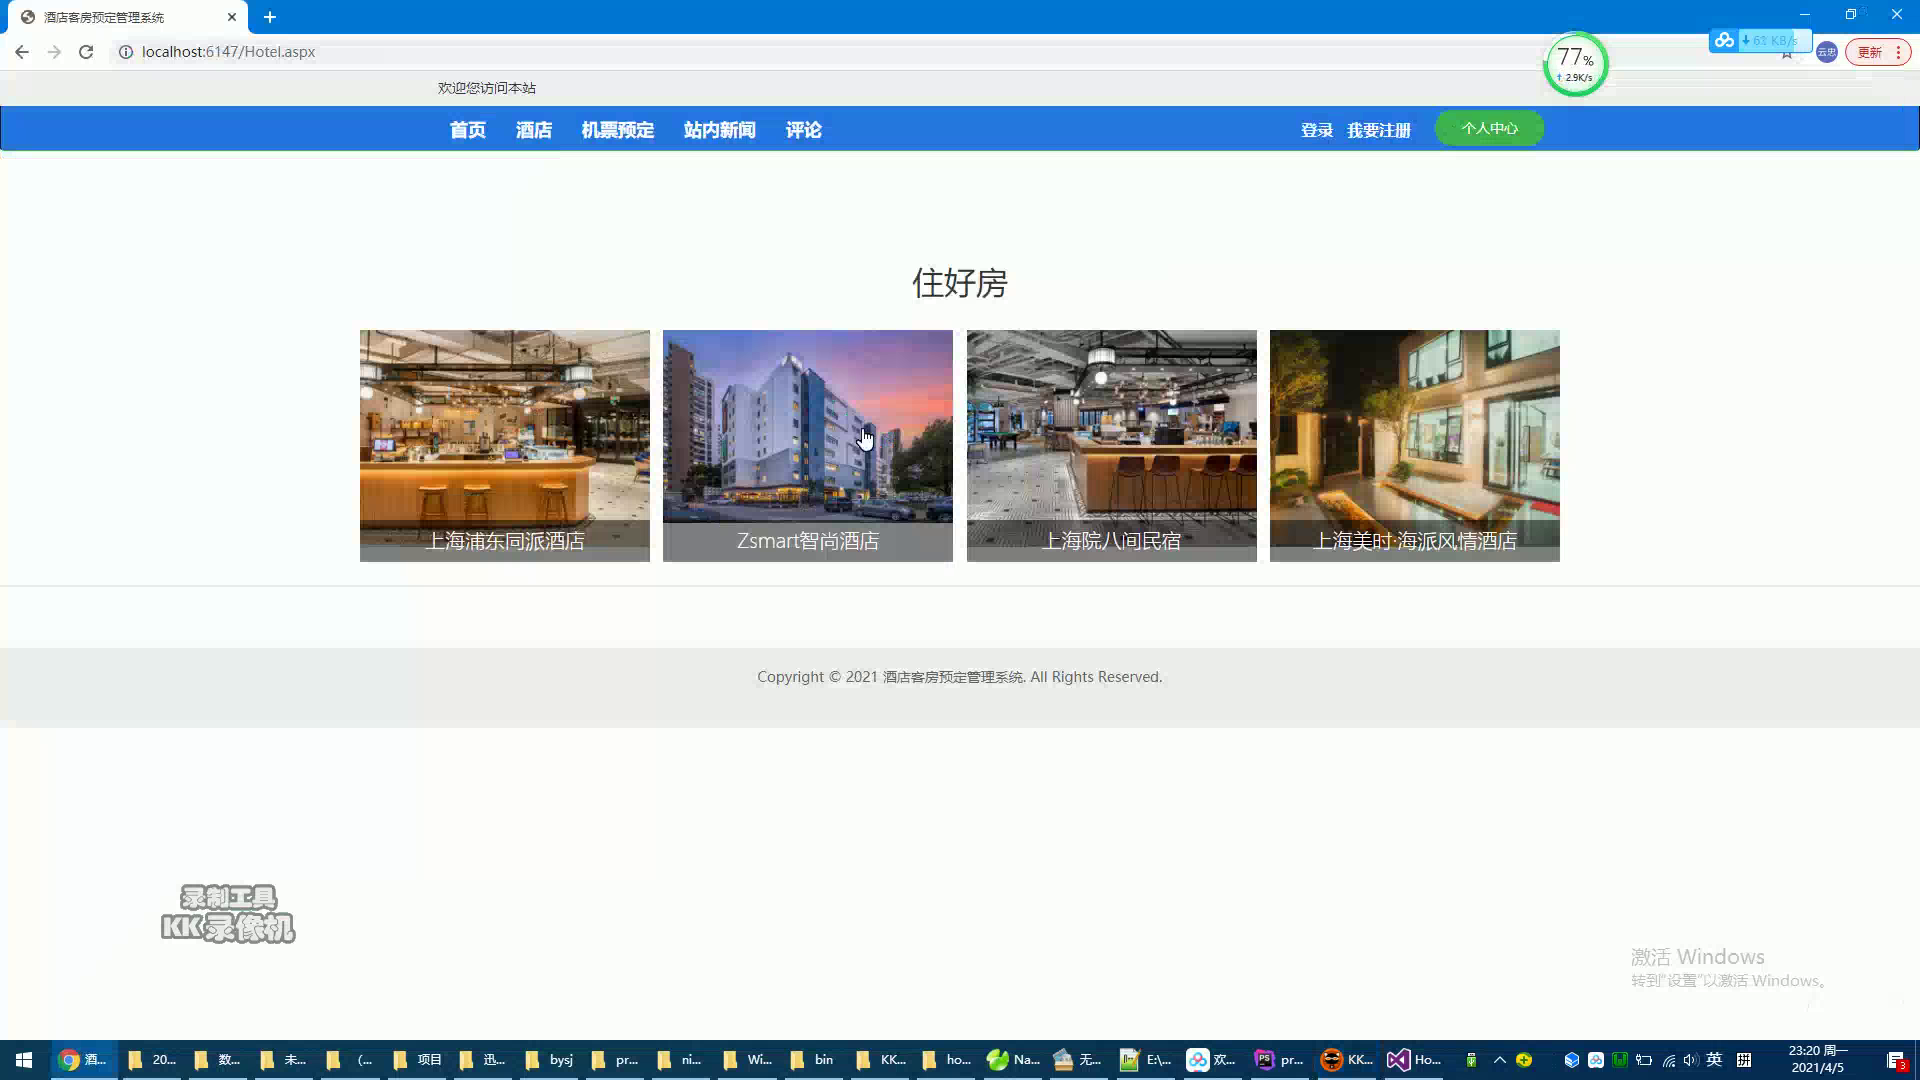 酒店客房预定管理系统
localhost:6147/Hotel.aspx
77%
2.9K/s
云忠
更新
欢迎您访问本站
首页 酒店 机票预定 站内新闻 评论
登录 我要注册 个人中心
住好房
上海浦东同派酒店
Zsmart智尚酒店
上海院八间民宿
上海美时·海派风情酒店
Copyright © 2021 酒店客房预定管理系统. All Rights Reserved.
录制工具
KK录像机
激活 Windows
转到"设置"以激活 Windows。
酒... 20... 数... 未... (... 项目 迅... bysj pr... ni... Wi... bin KK... ho... Na... 无... E:\... 欢... pr... KK... Ho...
英
拼
23:20 周一
2021/4/5
3